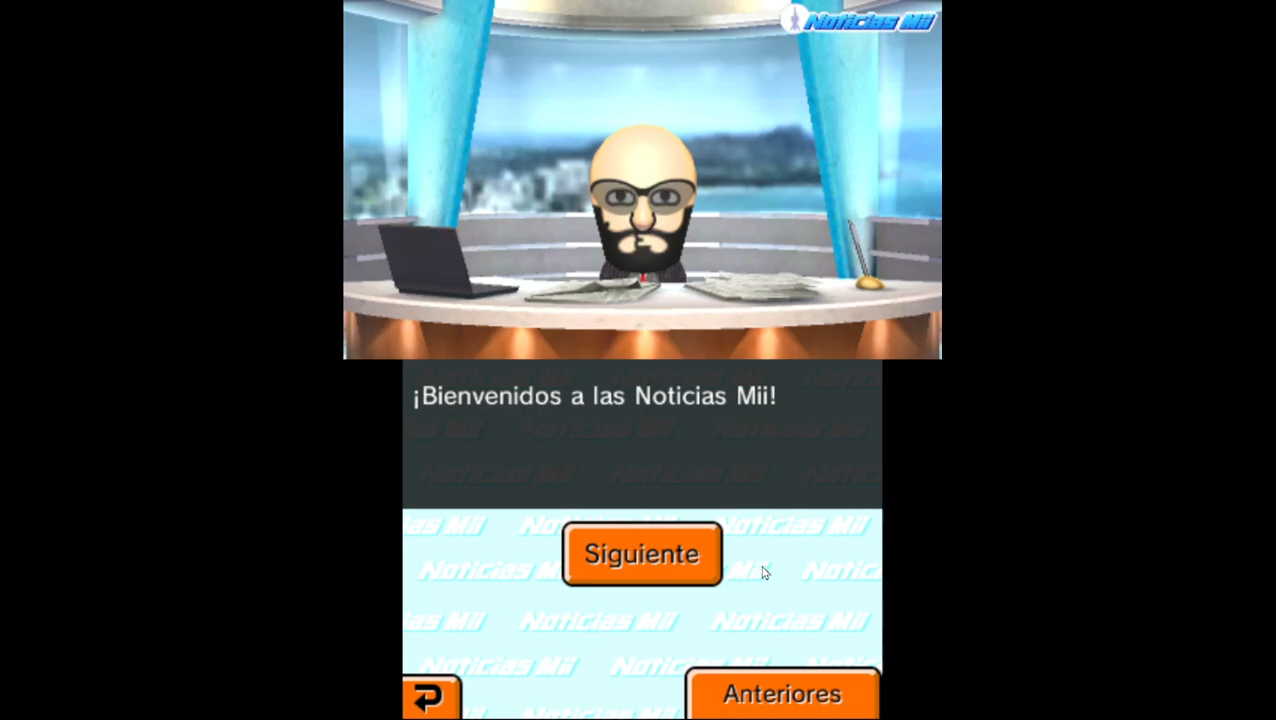 Noticias Mii
¡Bienvenidos a las Noticias Mii!
Siguiente
Anteriores